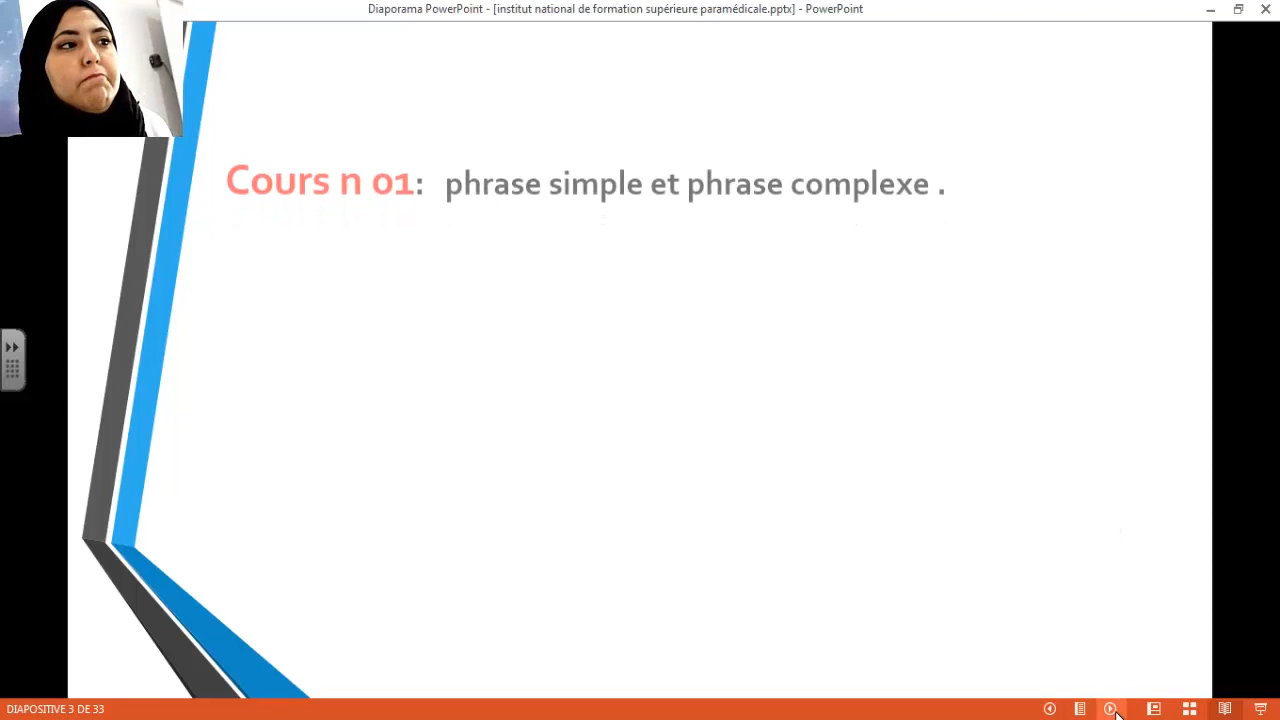 Diaporama PowerPoint - [institut national de formation supérieure paramédicale.pptx] - PowerPoint
Cours n 01: phrase simple et phrase complexe .
DIAPOSITIVE 3 DE 33